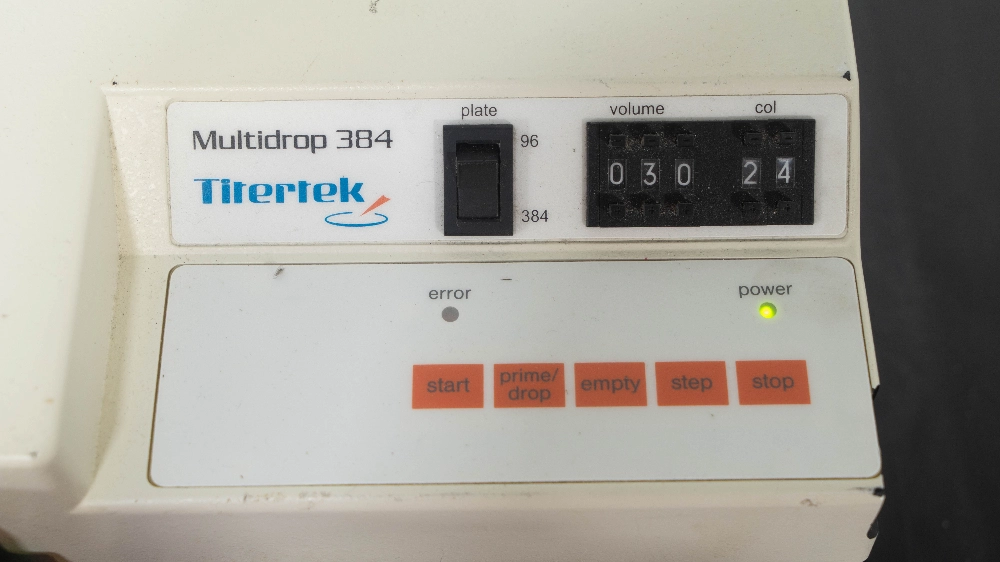 plate
volume
col
Multidrop 384
96
030
24
Titertek
384
error
power
start
prime/
drop
empty
step
stop